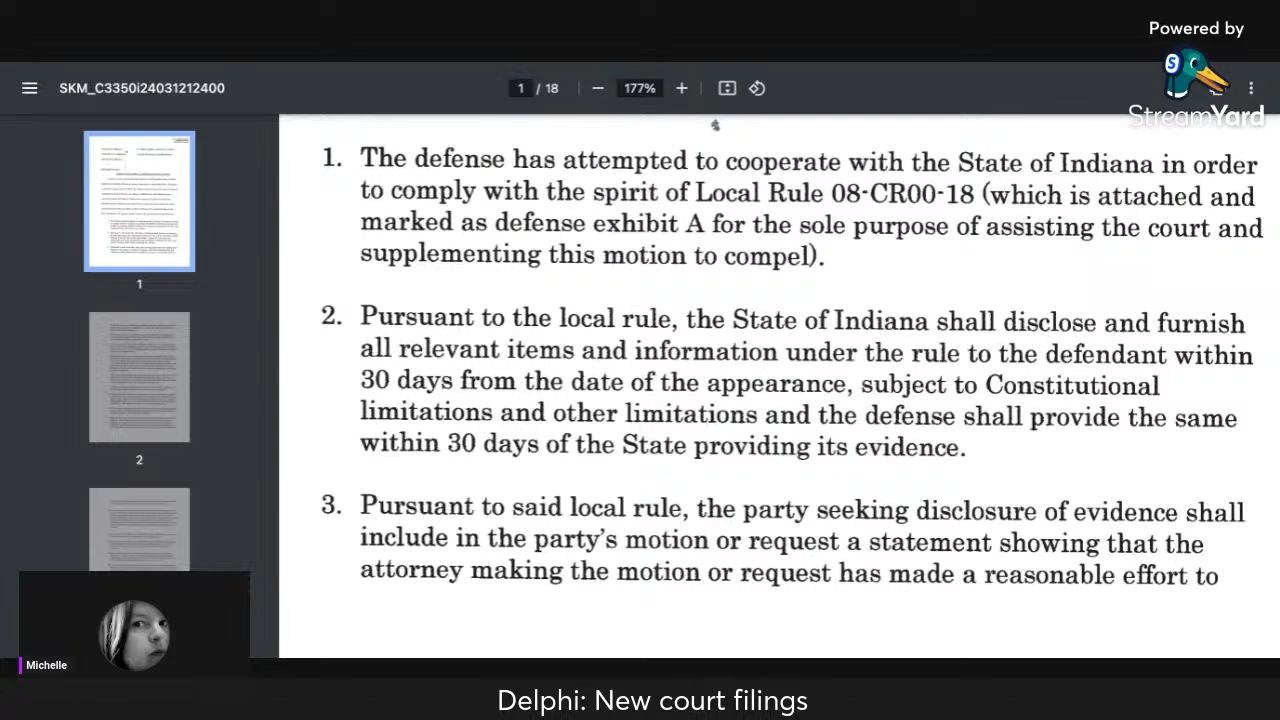 Powered by
StreamYard
SKM_C3350i24031212400
1 / 18
177%
1. The defense has attempted to cooperate with the State of Indiana in order
to comply with the spirit of Local Rule 08-CR00-18 (which is attached and
marked as defense exhibit A for the sole purpose of assisting the court and
supplementing this motion to compel).
2. Pursuant to the local rule, the State of Indiana shall disclose and furnish
all relevant items and information under the rule to the defendant within
30 days from the date of the appearance, subject to Constitutional
limitations and other limitations and the defense shall provide the same
within 30 days of the State providing its evidence.
3. Pursuant to said local rule, the party seeking disclosure of evidence shall
include in the party's motion or request a statement showing that the
attorney making the motion or request has made a reasonable effort to
1
2
Michelle
Delphi: New court filings